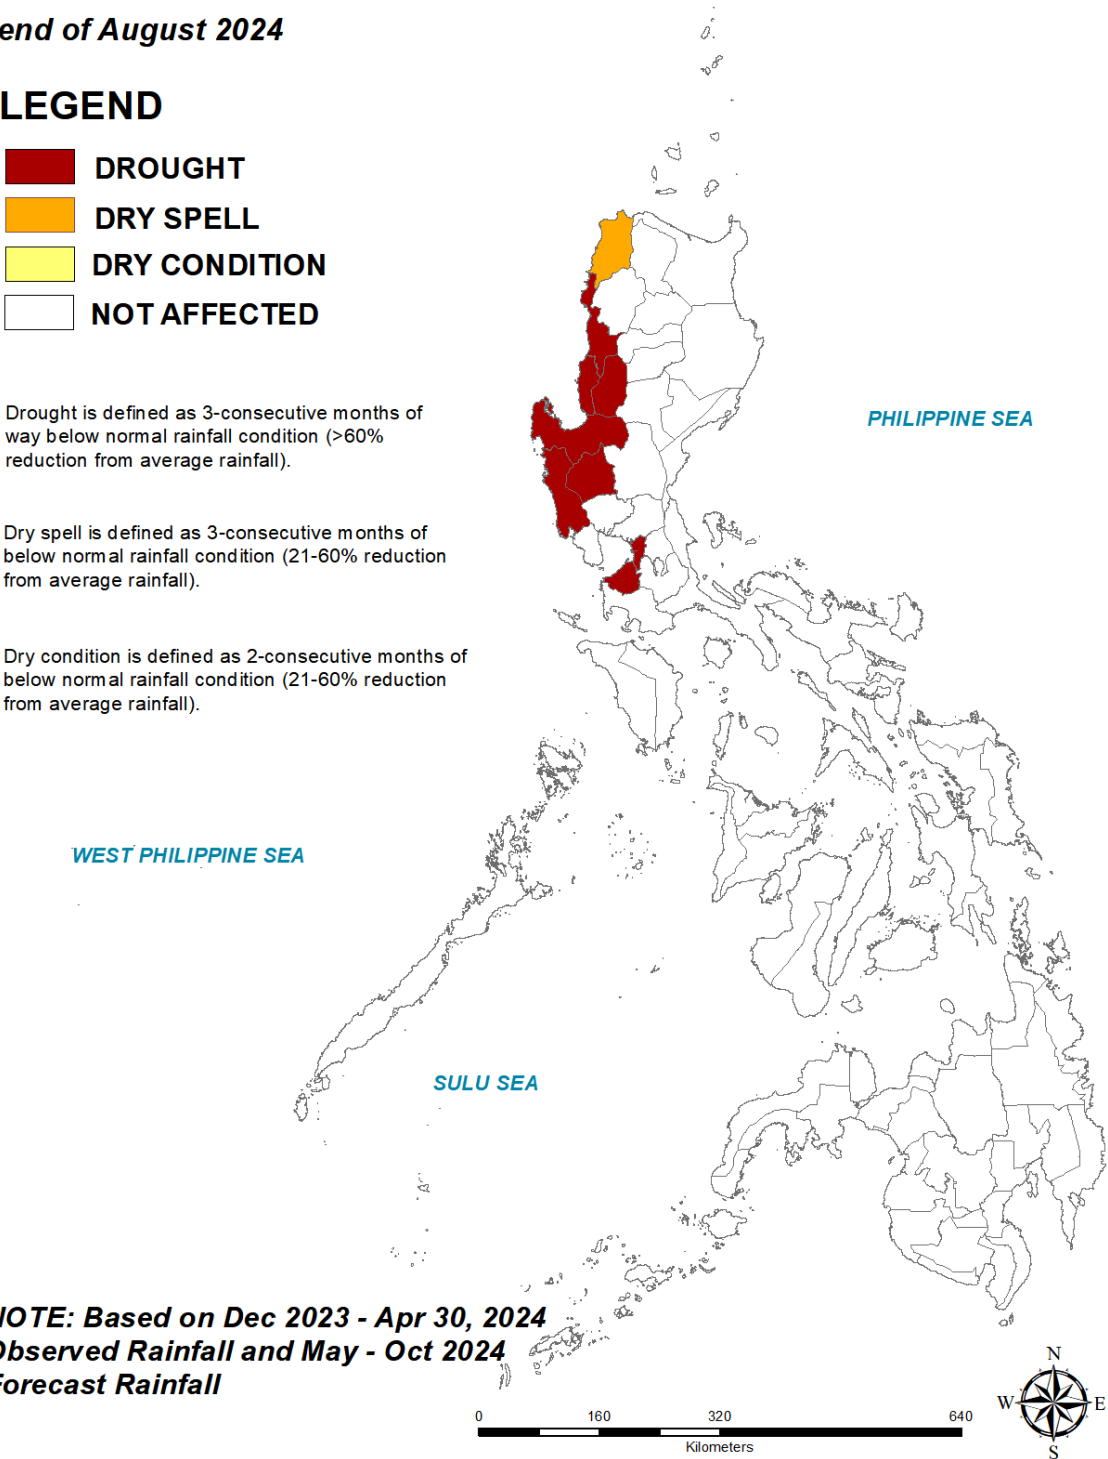 end of August 2024
LEGEND
DROUGHT
DRY SPELL
DRY CONDITION
NOT AFFECTED
Drought is defined as 3-consecutive months of
way below normal rainfall condition (>60%
reduction from average rainfall).
Dry spell is defined as 3-consecutive months of
below normal rainfall condition (21-60% reduction
from average rainfall).
Dry condition is defined as 2-consecutive months of
below normal rainfall condition (21-60% reduction
from average rainfall).
PHILIPPINE SEA
WEST PHILIPPINE SEA
SULU SEA
NOTE: Based on Dec 2023 - Apr 30, 2024
Observed Rainfall and May - Oct 2024
Forecast Rainfall
0 160 320 640
Kilometers
N
W E
S